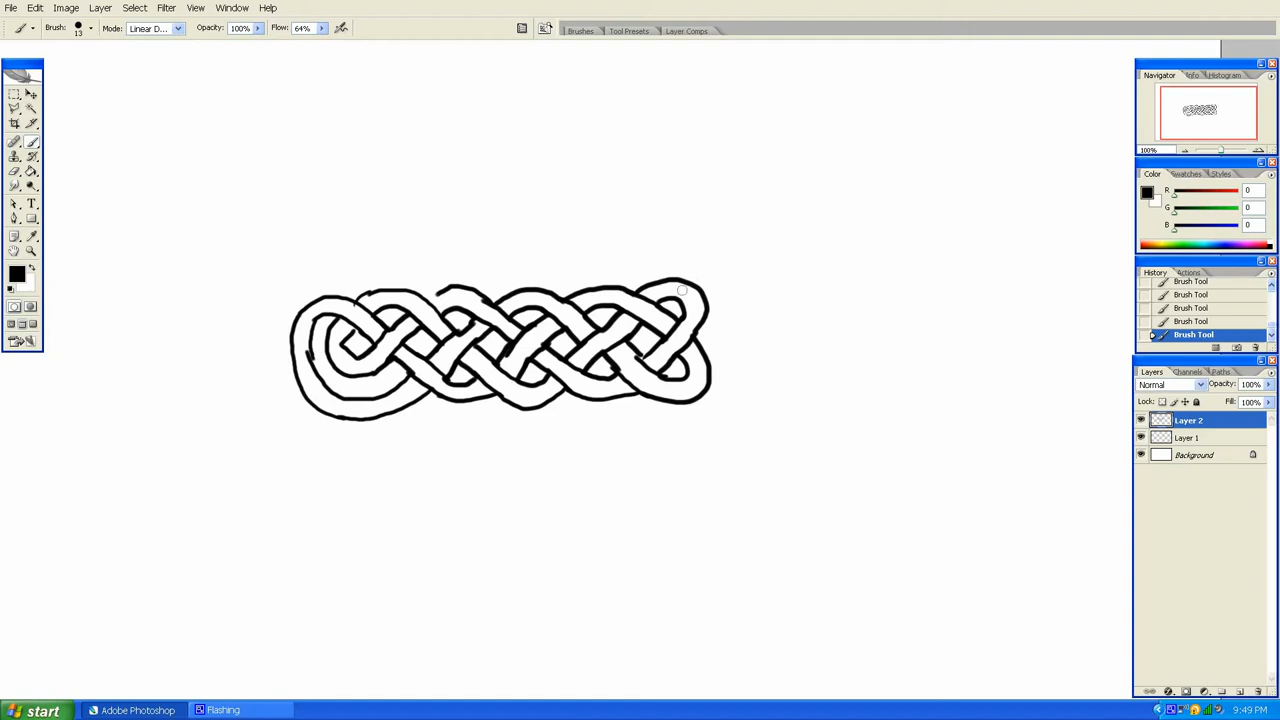 File Edit Image Layer Select Filter View Window Help
Brush: 13 Mode: Linear D... Opacity: 100% Flow: 64% Brushes Tool Presets Layer Comps
Navigator Info Histogram
100%
Color Swatches Styles
R 0
G 0
B 0
History Actions
Brush Tool
Brush Tool
Brush Tool
Brush Tool
Brush Tool
Layers Channels Paths
Normal Opacity: 100%
Lock: Fill: 100%
Layer 2
Layer 1
Background
start Adobe Photoshop Flashing 9:49 PM